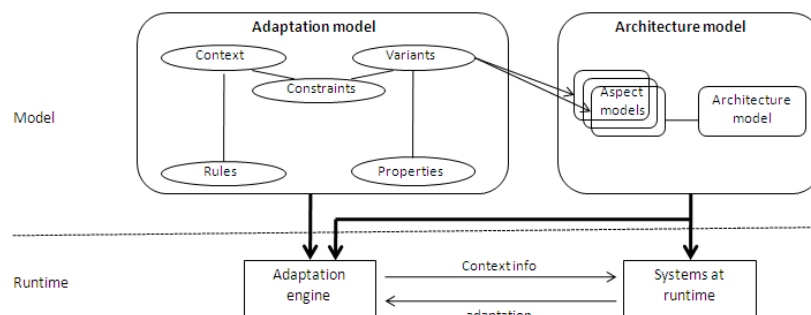 Adaptation model
Architecture model
Context
Variants
Constraints
Aspect
models
Architecture
model
Model
Rules
Properties
Runtime
Adaptation
engine
Context info
Systems at
runtime
adaptation